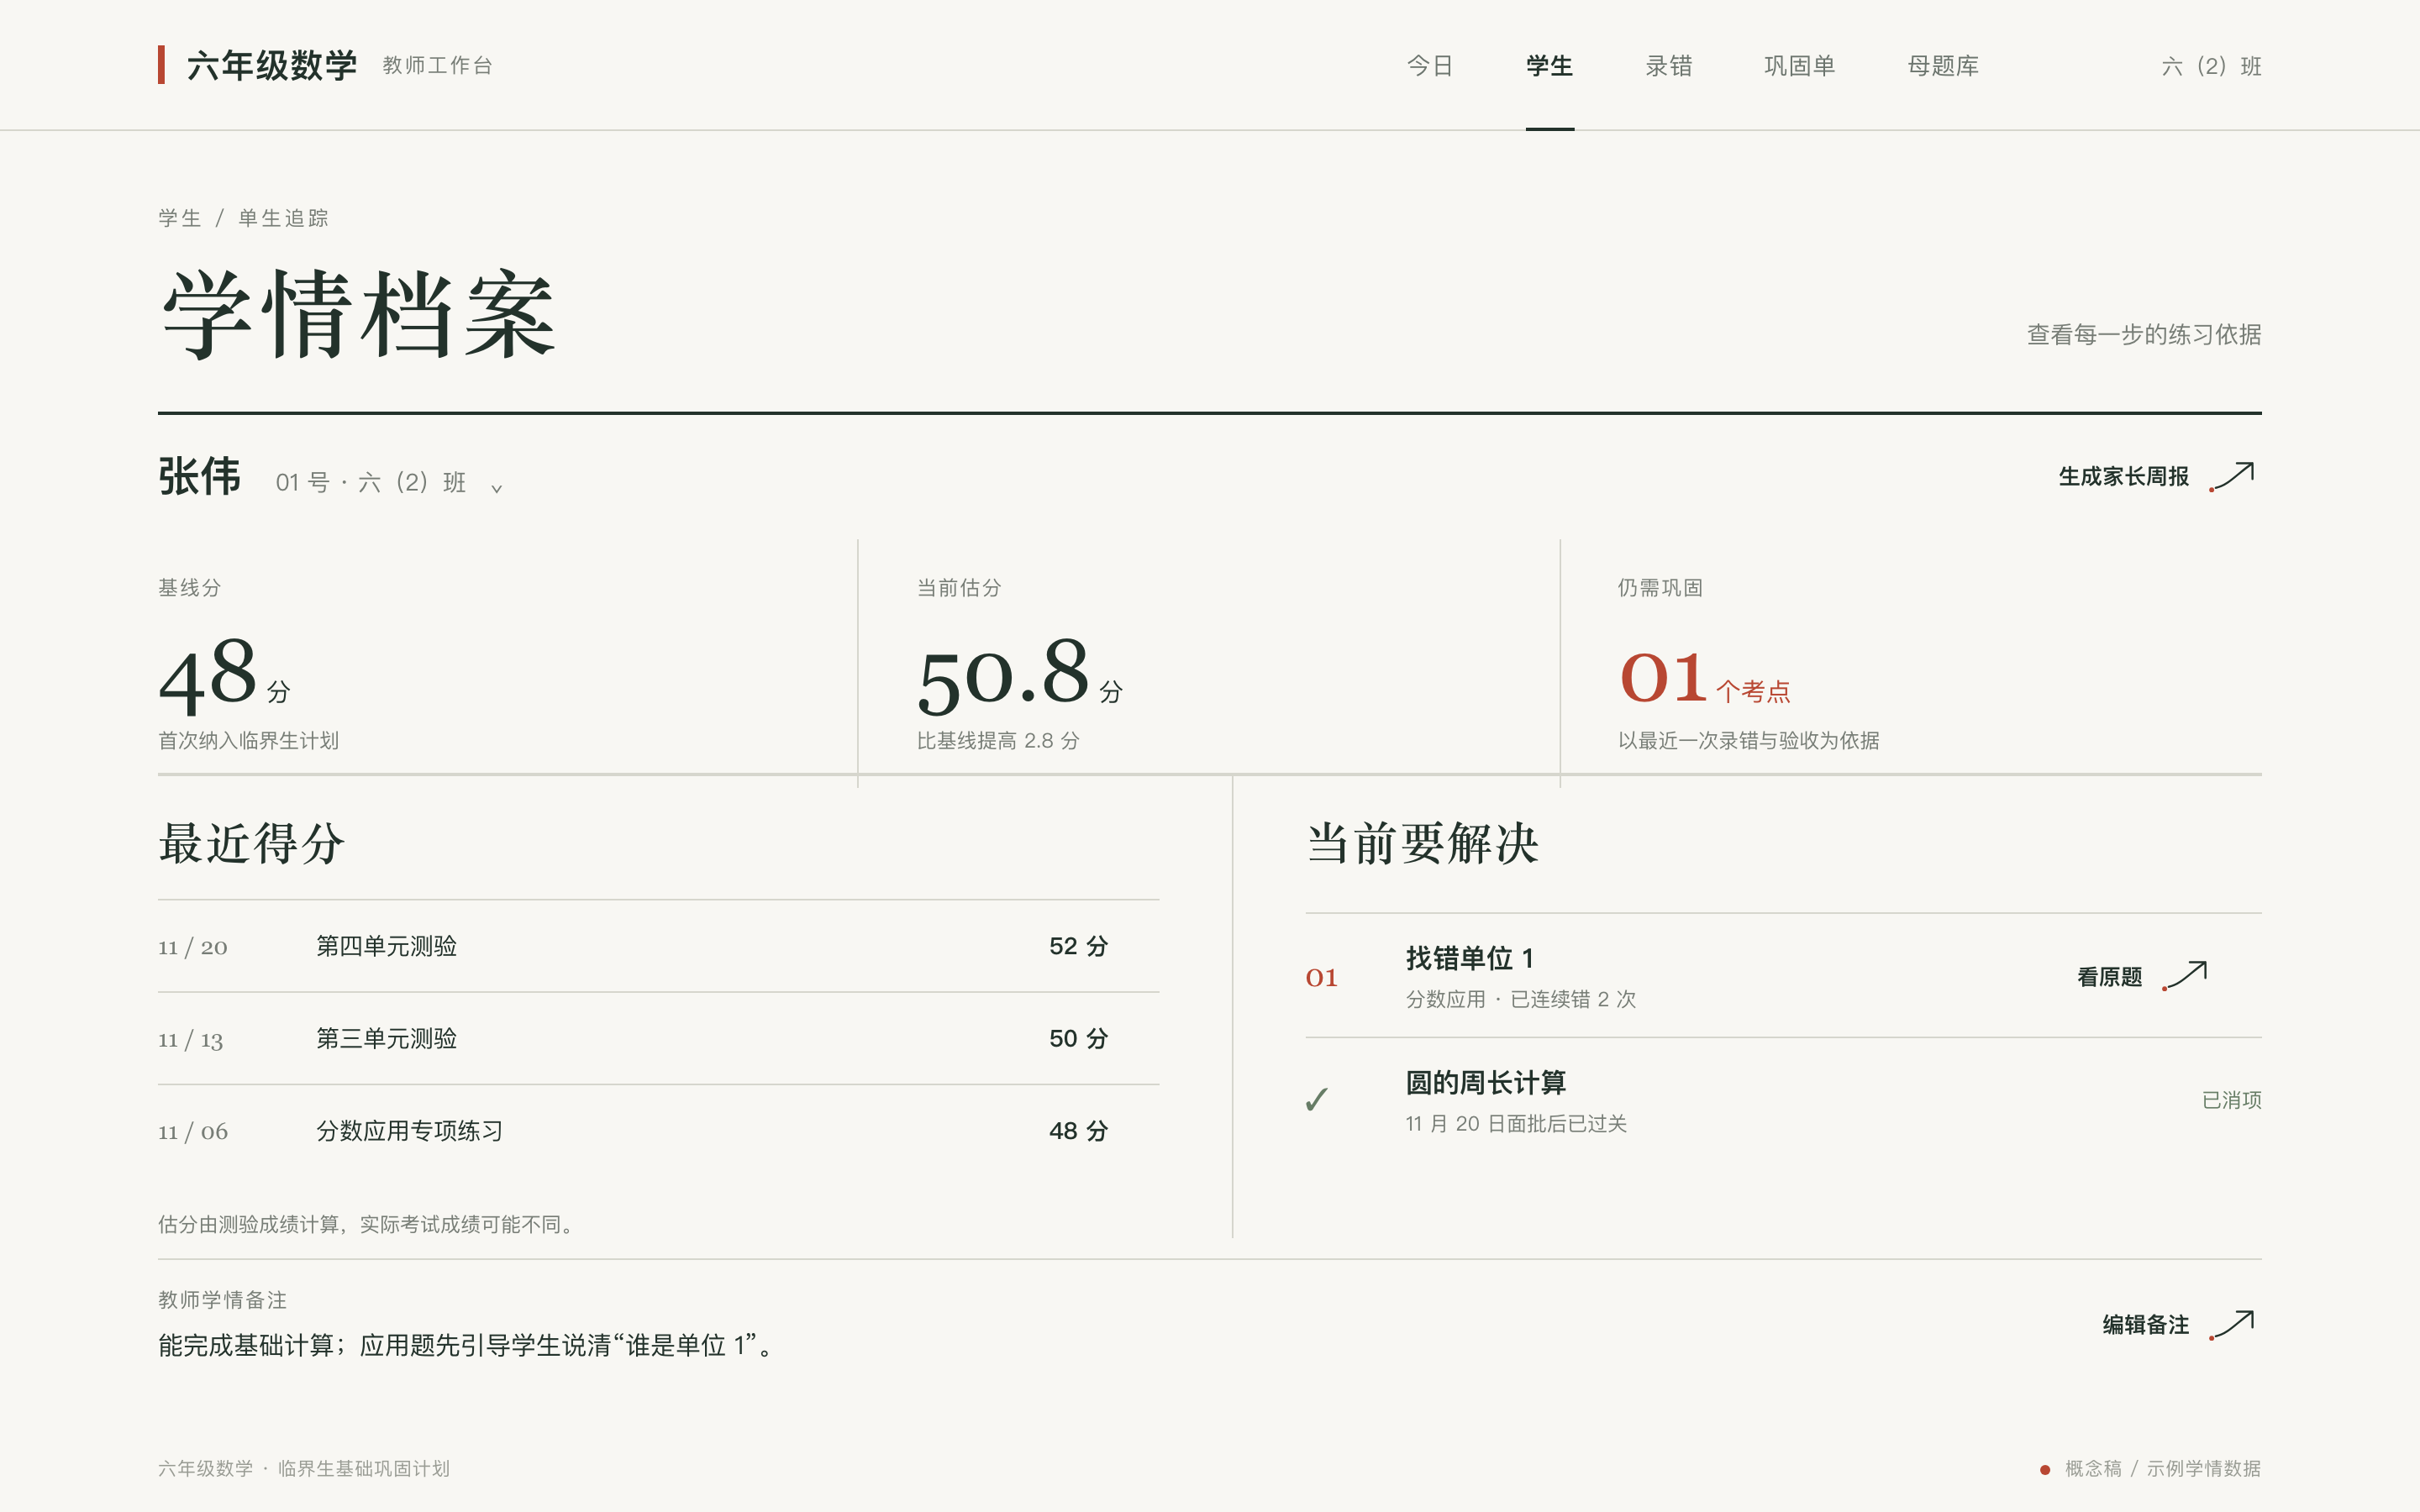 六年级数学 教师工作台 今日 学生 录错 巩固单 母题库 六（2）班
学生 / 单生追踪
学情档案
查看每一步的练习依据
张伟 01 号 · 六（2）班
生成家长周报
基线分
48 分
首次纳入临界生计划
当前估分
50.8 分
比基线提高 2.8 分
仍需巩固
01 个考点
以最近一次录错与验收为依据
最近得分
11 / 20 第四单元测验 52 分
11 / 13 第三单元测验 50 分
11 / 06 分数应用专项练习 48 分
估分由测验成绩计算，实际考试成绩可能不同。
当前要解决
01 找错单位 1 看原题
分数应用 · 已连续错 2 次
✓ 圆的周长计算 已消项
11 月 20 日面批后已过关
教师学情备注
能完成基础计算；应用题先引导学生说清“谁是单位 1”。
编辑备注
六年级数学 · 临界生基础巩固计划
概念稿 / 示例学情数据